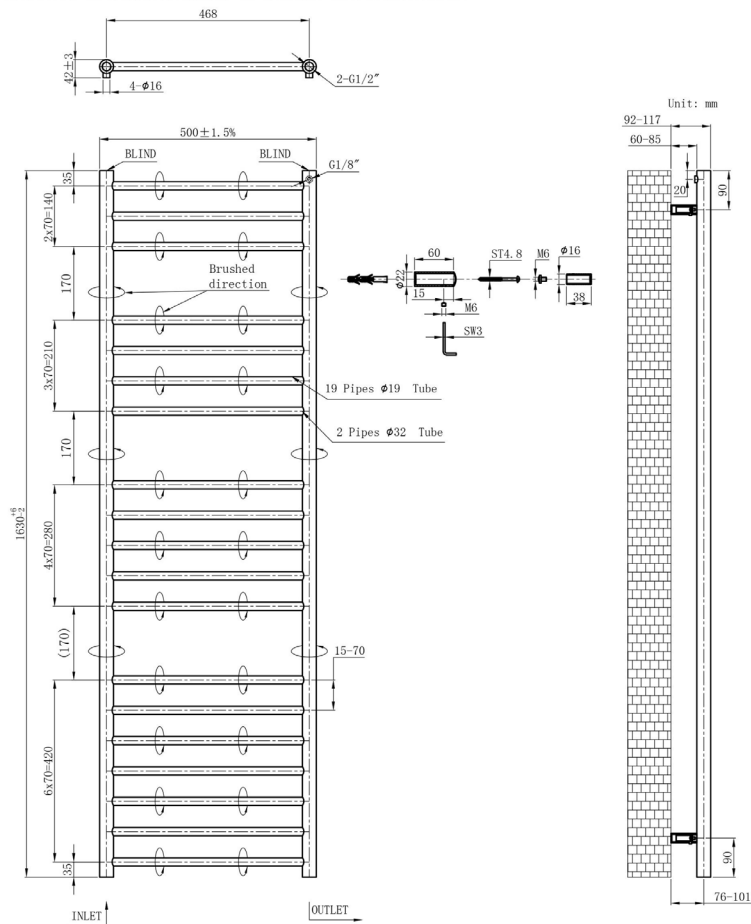 468
42±3
4-ϕ16
2-G1/2″
Unit: mm
92-117
60-85
500±1.5%
BLIND
BLIND
G1/8″
35
2x70=140
90
20
170
Brushed
direction
60
ϕ22
15
M6
SW3
ST4.8
M6
ϕ16
38
3x70=210
19 Pipes ϕ19 Tube
2 Pipes ϕ32 Tube
170
1630+6-2
4x70=280
(170)
15-70
6x70=420
35
90
76-101
INLET
OUTLET